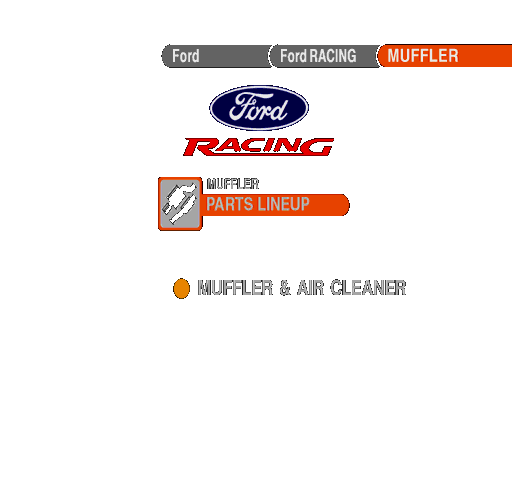 Ford
Ford RACING
MUFFLER
Ford
RACING
MUFFLER
PARTS LINEUP
MUFFLER & AIR CLEANER